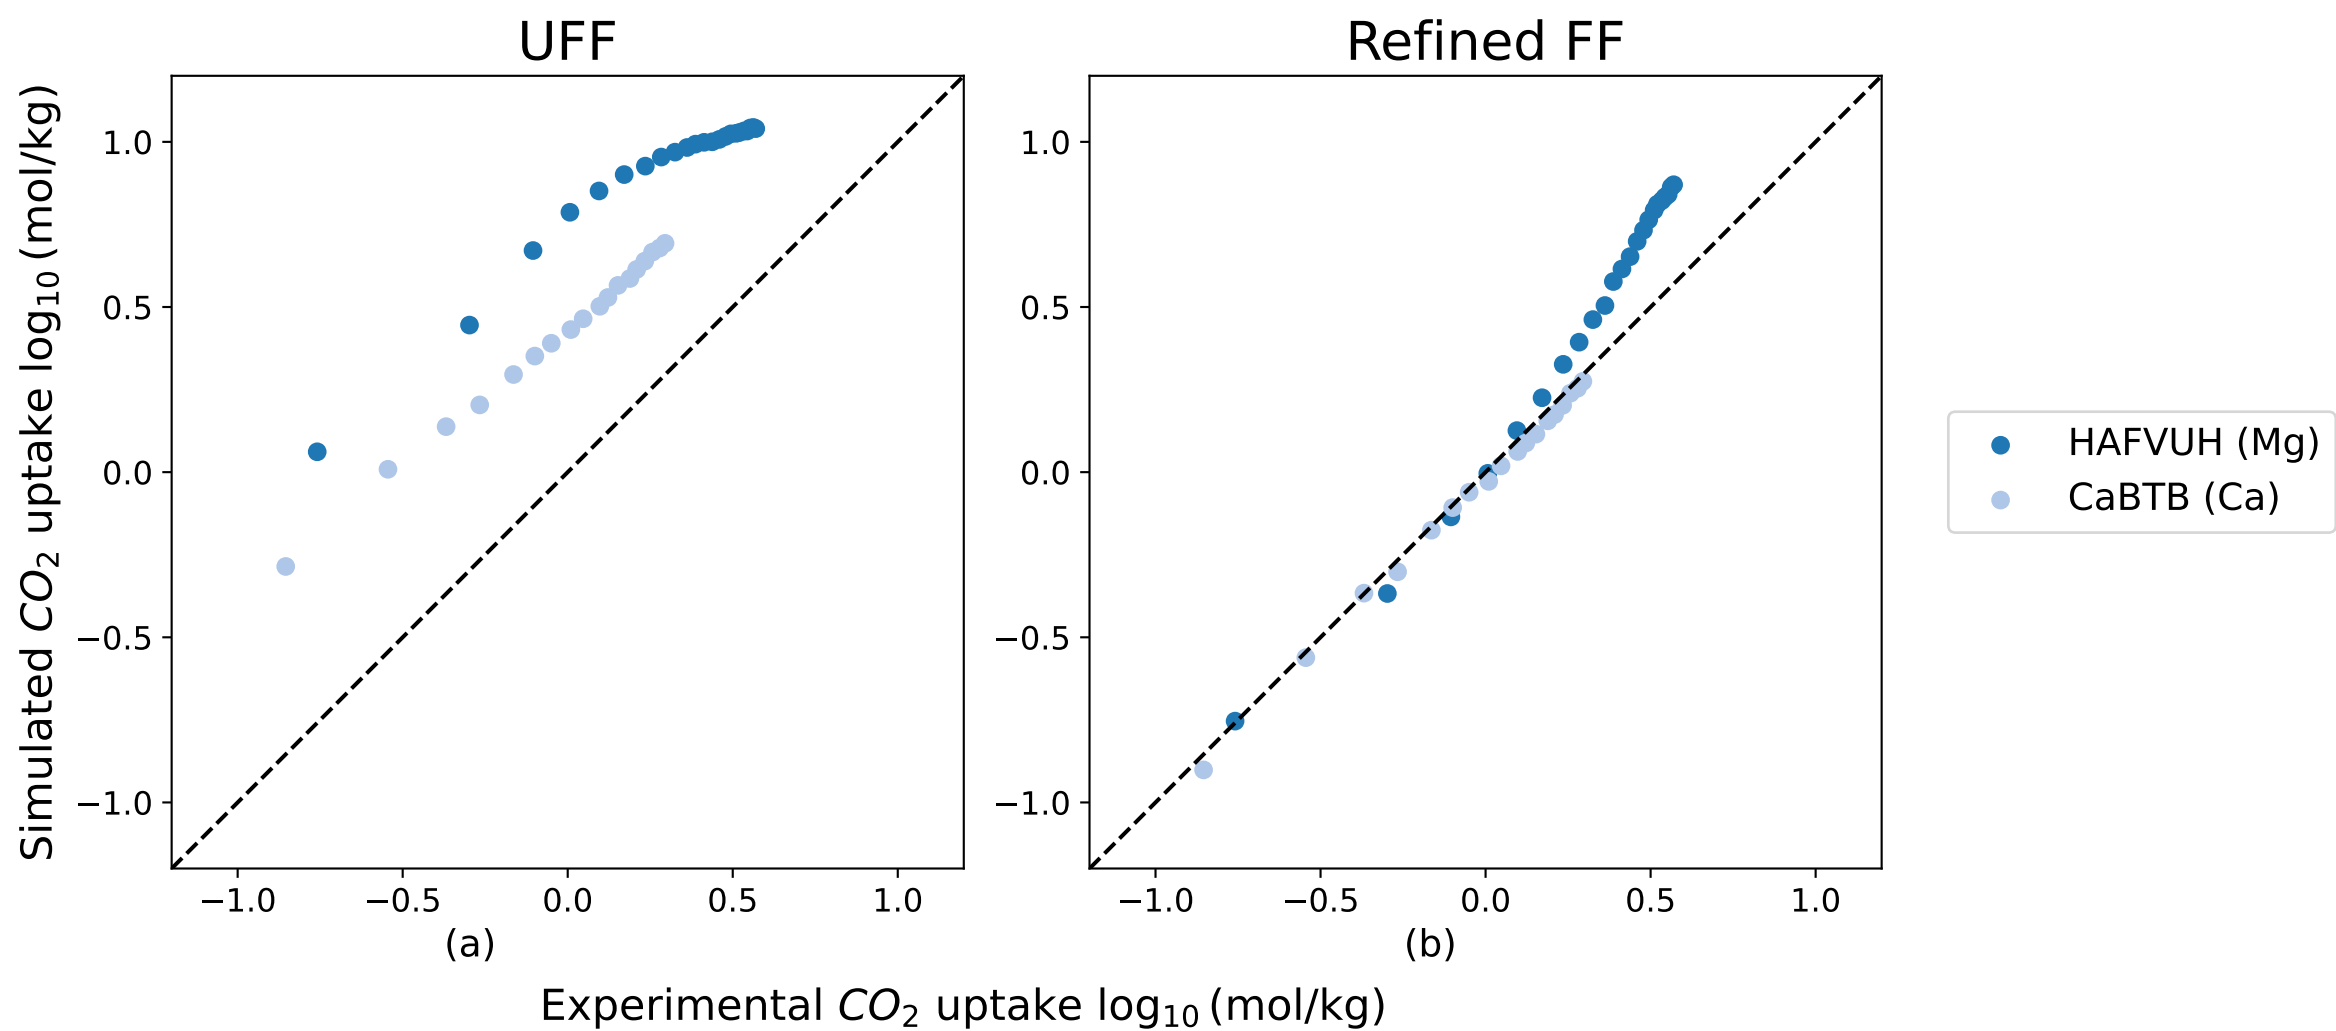 UFF
Refined FF
Simulated CO₂ uptake log₁₀ (mol/kg)
1.0
0.5
0.0
−0.5
−1.0
−1.0 −0.5 0.0 0.5 1.0
(a)
1.0
0.5
0.0
−0.5
−1.0
−1.0 −0.5 0.0 0.5 1.0
(b)
HAFVUH (Mg)
CaBTB (Ca)
Experimental CO₂ uptake log₁₀ (mol/kg)